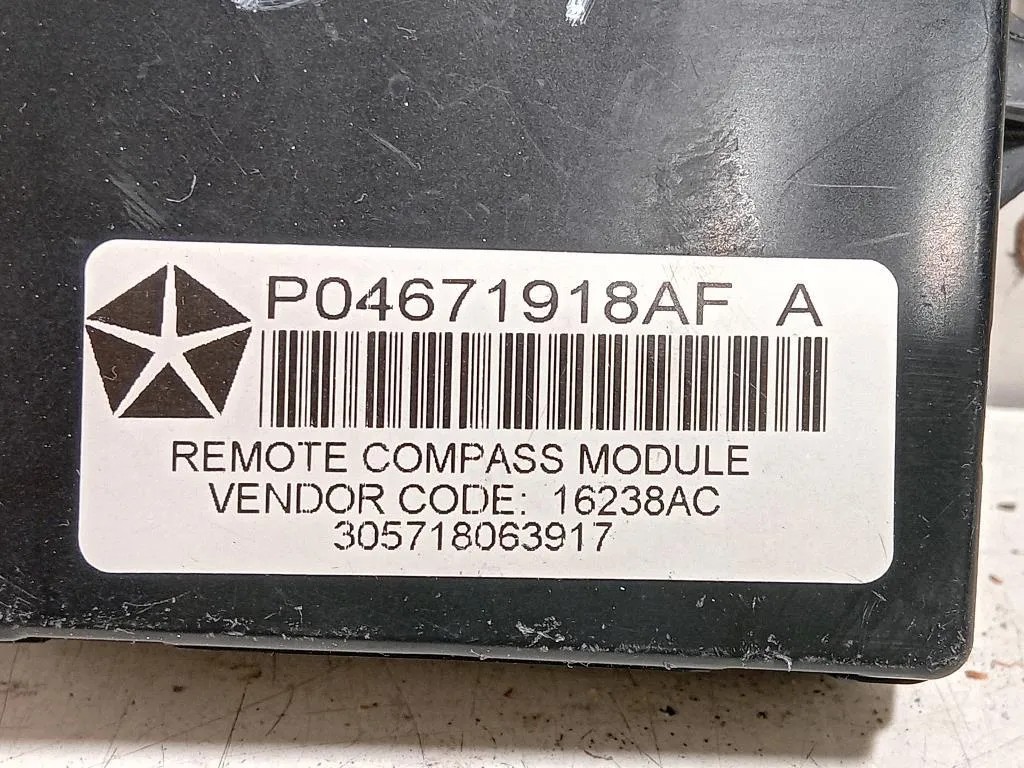 P04671918AF A
REMOTE COMPASS MODULE
VENDOR CODE: 16238AC
305718063917